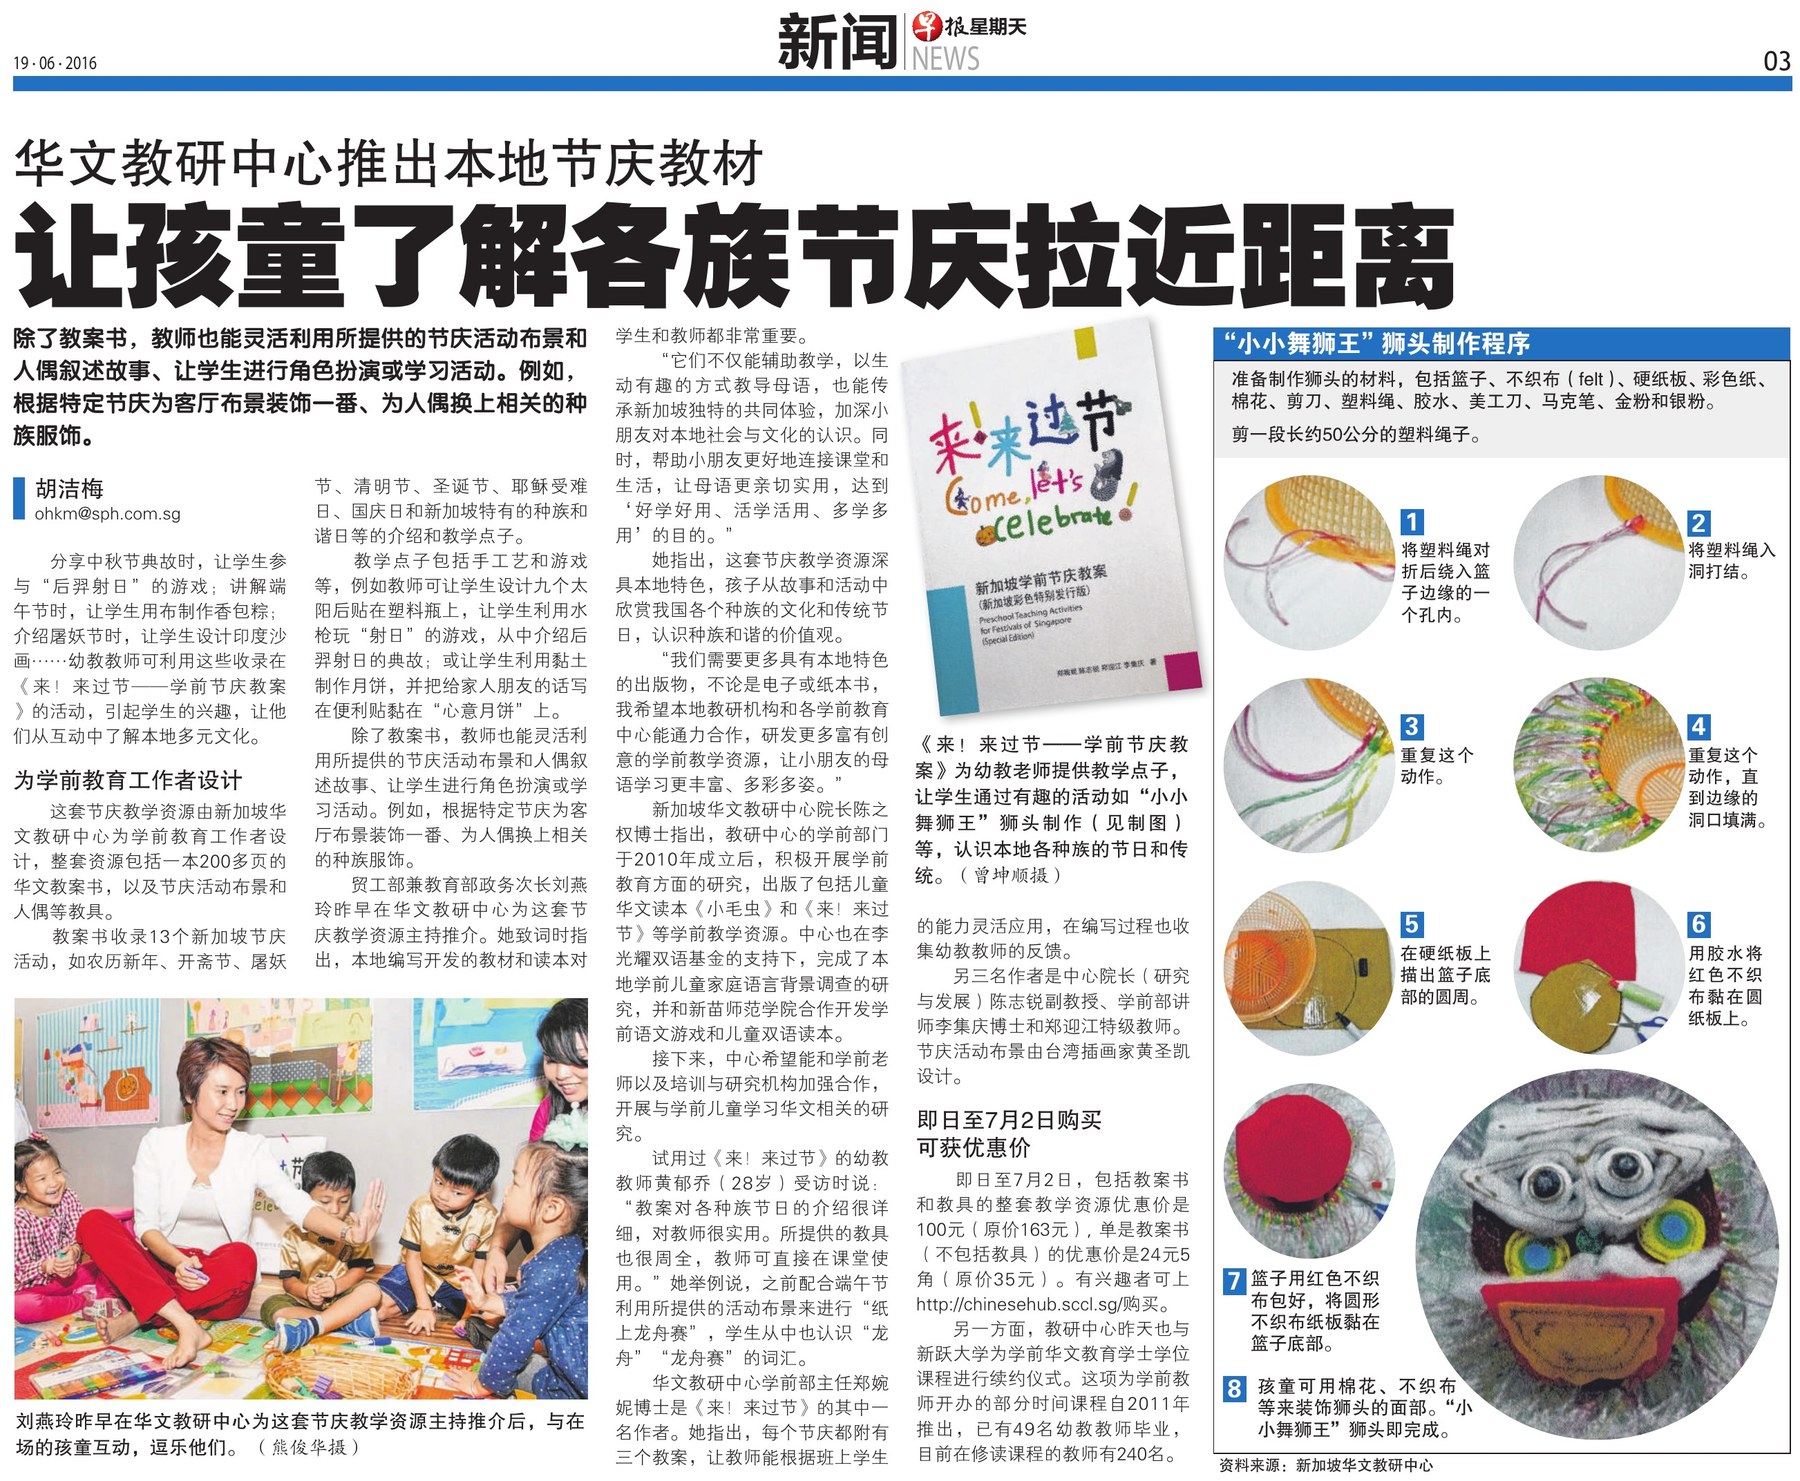 新闻
早报星期天
NEWS
19·06·2016
03
华文教研中心推出本地节庆教材
让孩童了解各族节庆拉近距离
除了教案书，教师也能灵活利用所提供的节庆活动布景和
人偶叙述故事、让学生进行角色扮演或学习活动。例如，
根据特定节庆为客厅布景装饰一番、为人偶换上相关的种
族服饰。
胡洁梅
ohkm@sph.com.sg
分享中秋节典故时，让学生参
与“后羿射日”的游戏；讲解端
午节时，让学生用布制作香包粽；
介绍屠妖节时，让学生设计印度沙
画……幼教教师可利用这些收录在
《来！来过节——学前节庆教案
》的活动，引起学生的兴趣，让他
们从互动中了解本地多元文化。
为学前教育工作者设计
这套节庆教学资源由新加坡华
文教研中心为学前教育工作者设
计，整套资源包括一本200多页的
华文教案书，以及节庆活动布景和
人偶等教具。
教案书收录13个新加坡节庆
活动，如农历新年、开斋节、屠妖
节、清明节、圣诞节、耶稣受难
日、国庆日和新加坡特有的种族和
谐日等的介绍和教学点子。
教学点子包括手工艺和游戏
等，例如教师可让学生设计九个太
阳后贴在塑料瓶上，让学生利用水
枪玩“射日”的游戏，从中介绍后
羿射日的典故；或让学生利用黏土
制作月饼，并把给家人朋友的话写
在便利贴黏在“心意月饼”上。
除了教案书，教师也能灵活利
用所提供的节庆活动布景和人偶叙
述故事、让学生进行角色扮演或学
习活动。例如，根据特定节庆为客
厅布景装饰一番、为人偶换上相关
的种族服饰。
贸工部兼教育部政务次长刘燕
玲昨早在华文教研中心为这套节
庆教学资源主持推介。她致词时指
出，本地编写开发的教材和读本对
学生和教师都非常重要。
“它们不仅能辅助教学，以生
动有趣的方式教导母语，也能传
承新加坡独特的共同体验，加深小
朋友对本地社会与文化的认识。同
时，帮助小朋友更好地连接课堂和
生活，让母语更亲切实用，达到
‘好学好用、活学活用、多学多
用’的目的。”
她指出，这套节庆教学资源深
具本地特色，孩子从故事和活动中
欣赏我国各个种族的文化和传统节
日，认识种族和谐的价值观。
“我们需要更多具有本地特色
的出版物，不论是电子或纸本书，
我希望本地教研机构和各学前教育
中心能通力合作，研发更多富有创
意的学前教学资源，让小朋友的母
语学习更丰富、多彩多姿。”
新加坡华文教研中心院长陈之
权博士指出，教研中心的学前部门
于2010年成立后，积极开展学前
教育方面的研究，出版了包括儿童
华文读本《小毛虫》和《来！来过
节》等学前教学资源。中心也在李
光耀双语基金的支持下，完成了本
地学前儿童家庭语言背景调查的研
究，并和新苗师范学院合作开发学
前语文游戏和儿童双语读本。
接下来，中心希望能和学前老
师以及培训与研究机构加强合作，
开展与学前儿童学习华文相关的研
究。
试用过《来！来过节》的幼教
教师黄郁乔（28岁）受访时说：
“教案对各种族节日的介绍很详
细，对教师很实用。所提供的教具
也很周全，教师可直接在课堂使
用。”她举例说，之前配合端午节
利用所提供的活动布景来进行“纸
上龙舟赛”，学生从中也认识“龙
舟”“龙舟赛”的词汇。
华文教研中心学前部主任郑婉
妮博士是《来！来过节》的其中一
名作者。她指出，每个节庆都附有
三个教案，让教师能根据班上学生
来！来过节
Come, let's
celebrate!
新加坡学前节庆教案
(新加坡彩色特别发行版)
Preschool Teaching Activities
for Festivals of Singapore
(Special Edition)
郑婉妮 陈志锐 郑迎江 李集庆 著
《来！来过节——学前节庆教
案》为幼教老师提供教学点子，
让学生通过有趣的活动如“小小
舞狮王”狮头制作（见制图）
等，认识本地各种族的节日和传
统。（曾坤顺摄）
的能力灵活应用，在编写过程也收
集幼教教师的反馈。
另三名作者是中心院长（研究
与发展）陈志锐副教授、学前部讲
师李集庆博士和郑迎江特级教师。
节庆活动布景由台湾插画家黄圣凯
设计。
即日至7月2日购买
可获优惠价
即日至7月2日，包括教案书
和教具的整套教学资源优惠价是
100元（原价163元），单是教案书
（不包括教具）的优惠价是24元5
角（原价35元）。有兴趣者可上
http://chinesehub.sccl.sg/购买。
另一方面，教研中心昨天也与
新跃大学为学前华文教育学士学位
课程进行续约仪式。这项为学前教
师开办的部分时间课程自2011年
推出，已有49名幼教教师毕业，
目前在修读课程的教师有240名。
刘燕玲昨早在华文教研中心为这套节庆教学资源主持推介后，与在
场的孩童互动，逗乐他们。（熊俊华摄）
“小小舞狮王”狮头制作程序
准备制作狮头的材料，包括篮子、不织布（felt）、硬纸板、彩色纸、
棉花、剪刀、塑料绳、胶水、美工刀、马克笔、金粉和银粉。
剪一段长约50公分的塑料绳子。
1
将塑料绳对
折后绕入篮
子边缘的一
个孔内。
2
将塑料绳入
洞打结。
3
重复这个
动作。
4
重复这个
动作，直
到边缘的
洞口填满。
5
在硬纸板上
描出篮子底
部的圆周。
6
用胶水将
红色不织
布黏在圆
纸板上。
7
篮子用红色不织
布包好，将圆形
不织布纸板黏在
篮子底部。
8
孩童可用棉花、不织布
等来装饰狮头的面部。“小
小舞狮王”狮头即完成。
资料来源：新加坡华文教研中心